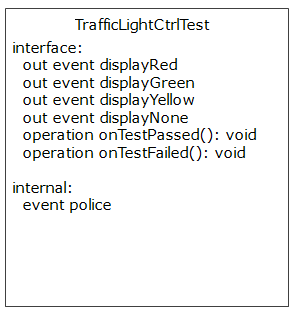 TrafficLightCtrlTest
interface:
out event displayRed
out event displayGreen
out event displayYellow
out event displayNone
operation onTestPassed(): void
operation onTestFailed(): void
internal:
event police